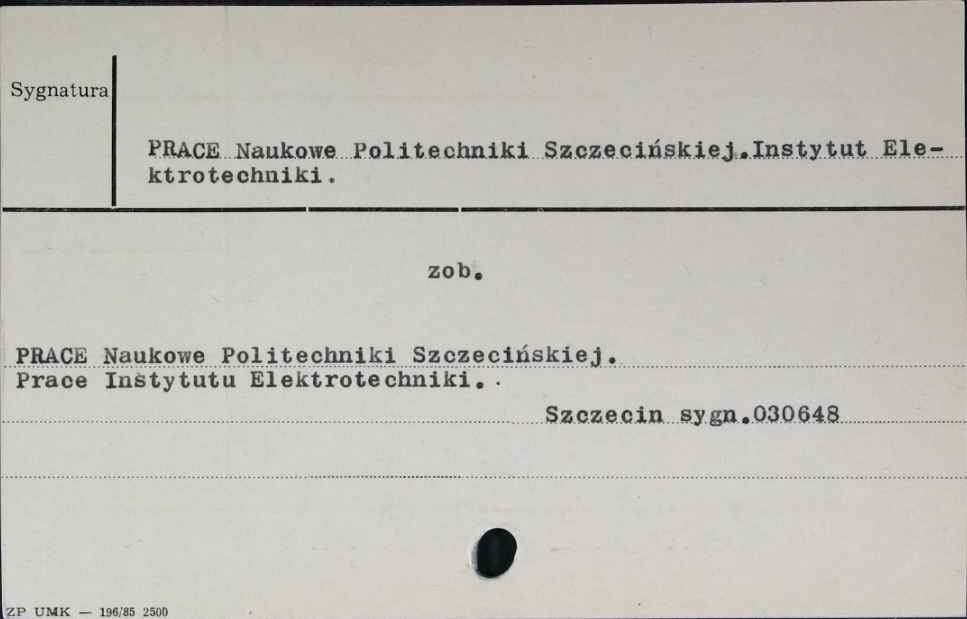 Sygnatura
PRACE Naukowe Politechniki Szczecińskiej.Instytut Ele-
ktrotechniki.
zob.
PRACE Naukowe Politechniki Szczecińskiej.
Prace Instytutu Elektrotechniki.
Szczecin sygn.030648
ZP UMK — 196/85 2500